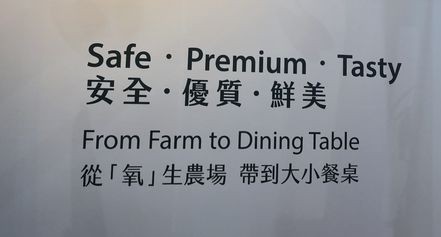 Safe · Premium · Tasty
安全·優質·鮮美
From Farm to Dining Table
從「氧」生農場 帶到大小餐桌